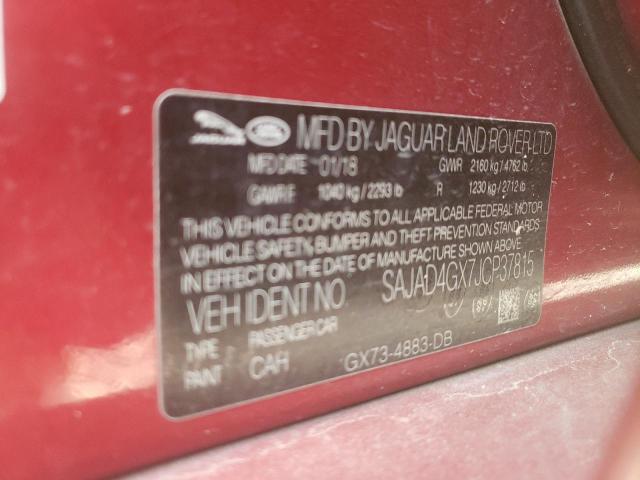 JAGUAR MFD BY JAGUAR LAND ROVER LTD
MFD DATE 01/18 GVWR 2160 kg / 4762 lb
GAWR F 1040 kg / 2293 lb R 1230 kg / 2712 lb
THIS VEHICLE CONFORMS TO ALL APPLICABLE FEDERAL MOTOR
VEHICLE SAFETY, BUMPER AND THEFT PREVENTION STANDARDS
IN EFFECT ON THE DATE OF MANUFACTURE SHOWN ABOVE
VEH IDENT NO SAJAD4GX7JCP37815
TYPE PASSENGER CAR
PAINT CAH GX73-4883-DB